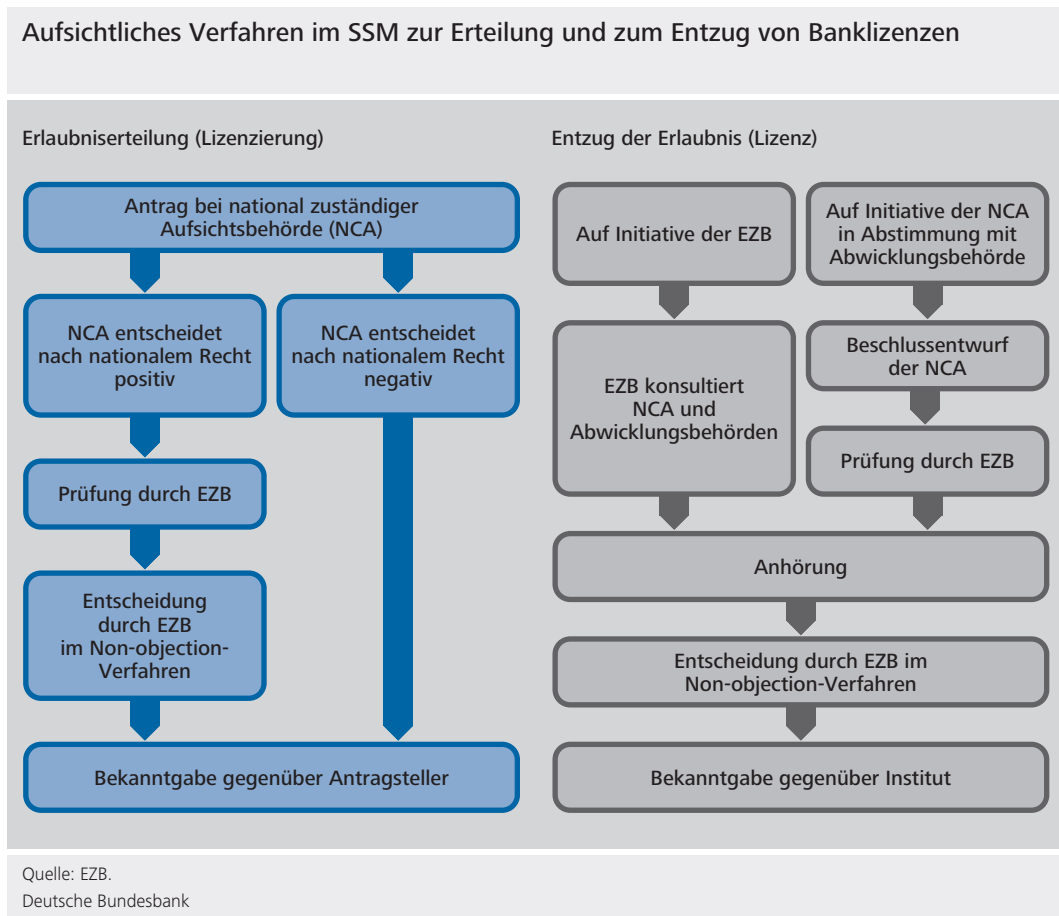 Aufsichtliches Verfahren im SSM zur Erteilung und zum Entzug von Banklizenzen
Erlaubniserteilung (Lizenzierung)
Antrag bei national zuständiger
Aufsichtsbehörde (NCA)
NCA entscheidet
nach nationalem Recht
positiv
NCA entscheidet
nach nationalem Recht
negativ
Prüfung durch EZB
Entscheidung
durch EZB
im Non-objection-
Verfahren
Bekanntgabe gegenüber Antragsteller
Entzug der Erlaubnis (Lizenz)
Auf Initiative der EZB
Auf Initiative der NCA
in Abstimmung mit
Abwicklungsbehörde
EZB konsultiert
NCA und
Abwicklungsbehörden
Beschlussentwurf
der NCA
Prüfung durch EZB
Anhörung
Entscheidung durch EZB im
Non-objection-Verfahren
Bekanntgabe gegenüber Institut
Quelle: EZB.
Deutsche Bundesbank